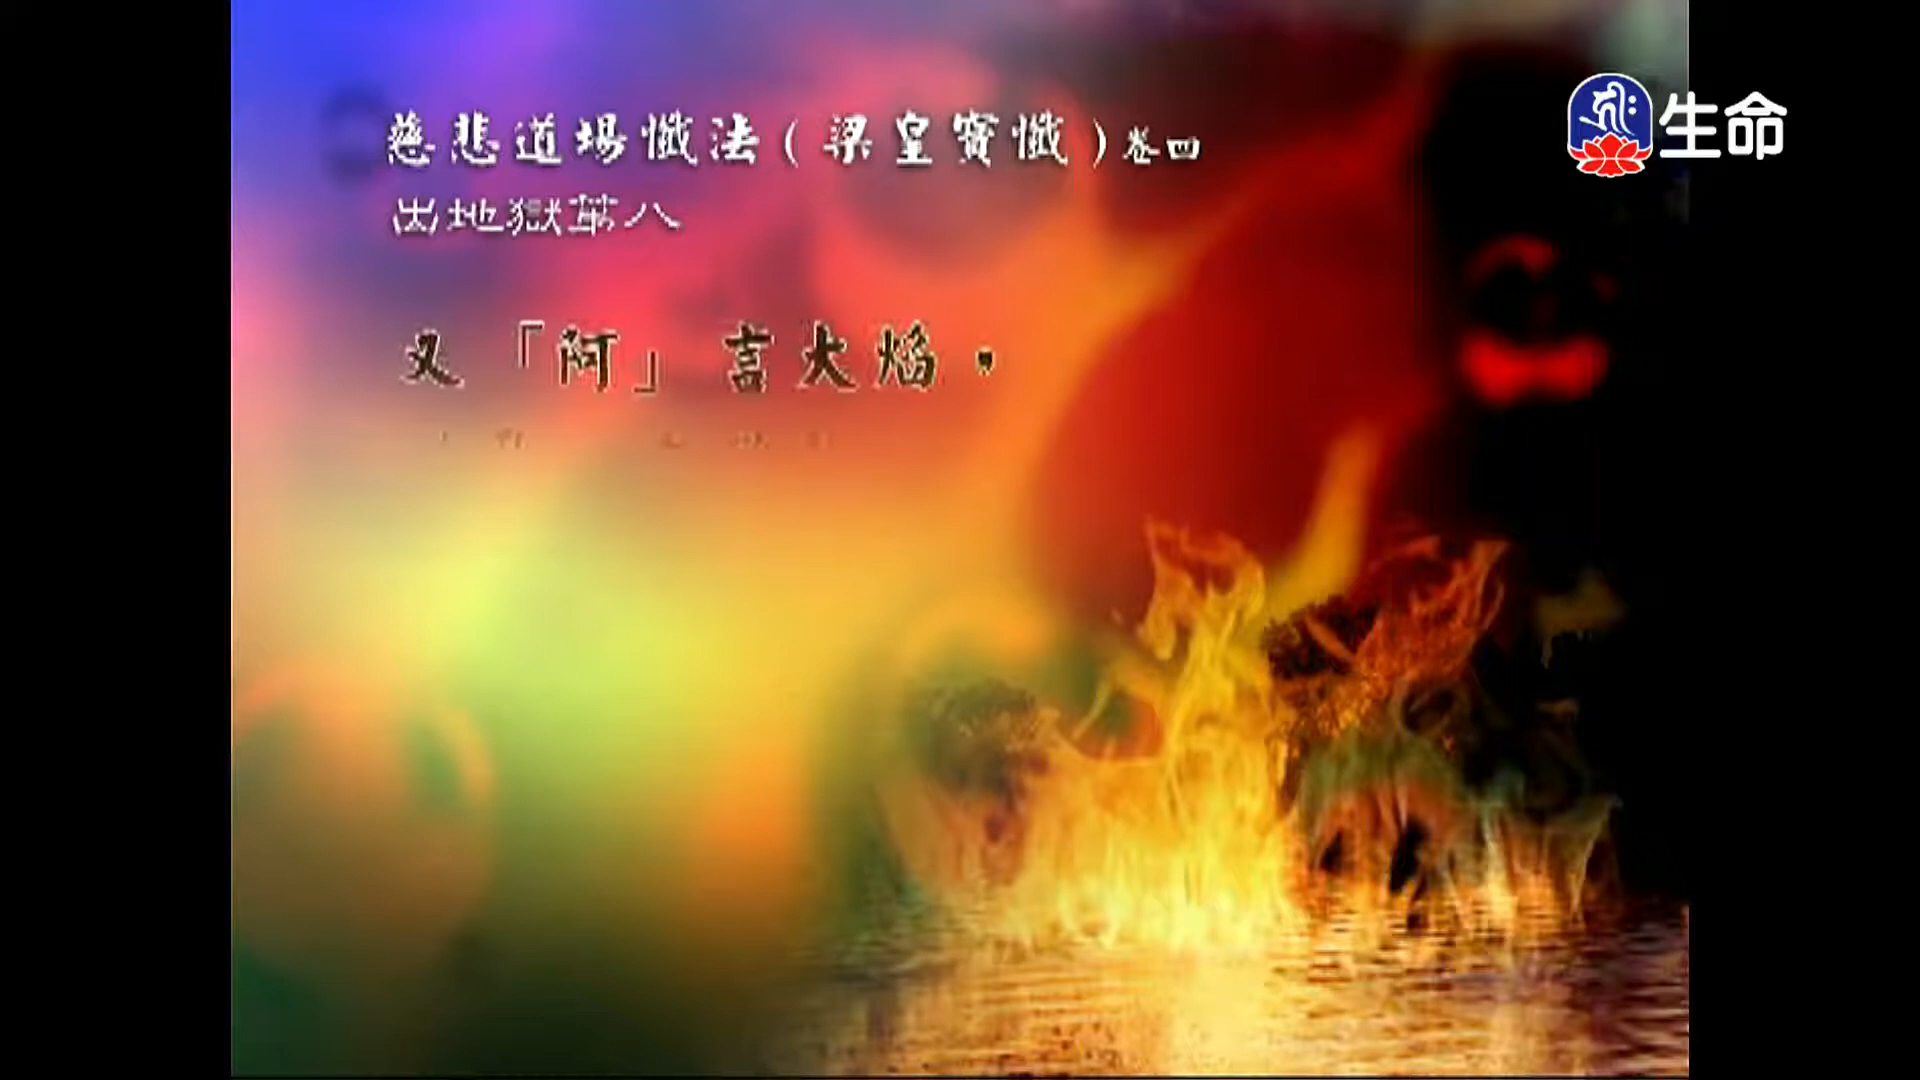 慈悲道場懺法(梁皇寶懺)卷四
出地獄第八
又「阿」言大焰，
生命